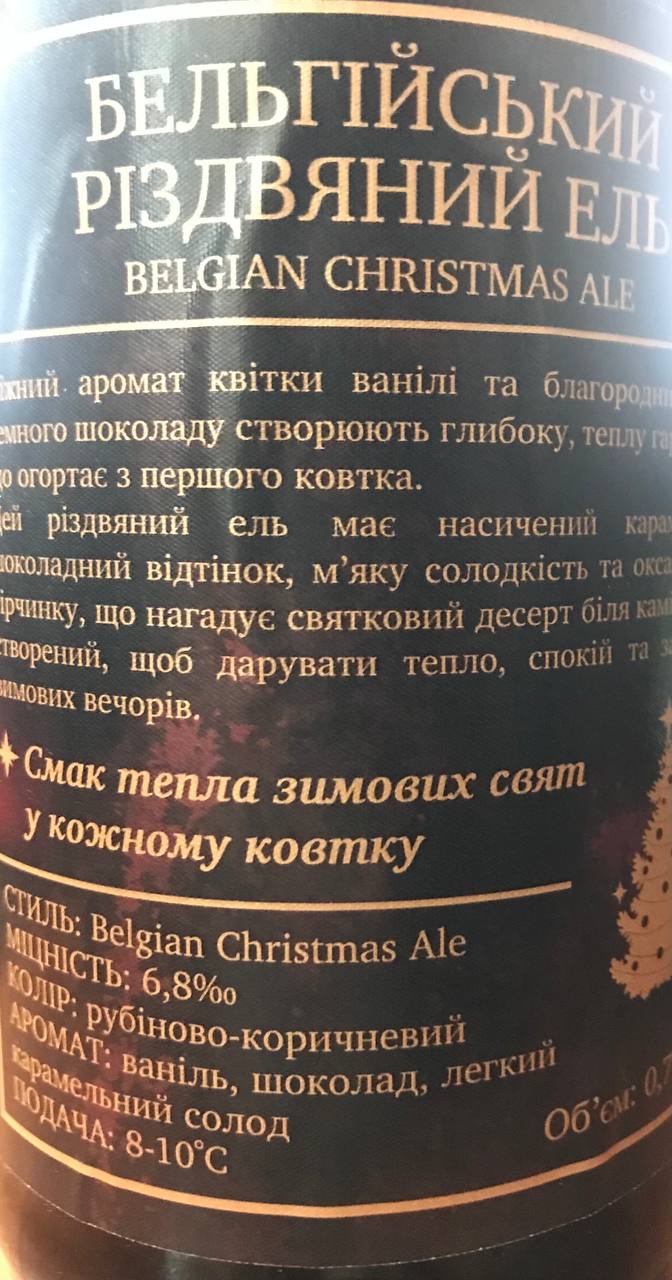 БЕЛЬГІЙСЬКИЙ
РІЗДВЯНИЙ ЕЛЬ
BELGIAN CHRISTMAS ALE
аромат квітки ванілі та
шоколаду створюють глибоку, теплу
огортає з першого ковтка.
різдвяний ель має насичений
відтінок, м’яку солодкість та
що нагадує святковий десерт біля
щоб дарувати тепло, спокій та
вечорів.
Смак тепла зимових свят
у кожному ковтку
СТИЛЬ: Belgian Christmas Ale
МІЦНІСТЬ: 6,8‰
КОЛІР: рубіново-коричневий
АРОМАТ: ваніль, шоколад, легкий
карамельний солод
ПОДАЧА: 8-10°С
Об’єм: